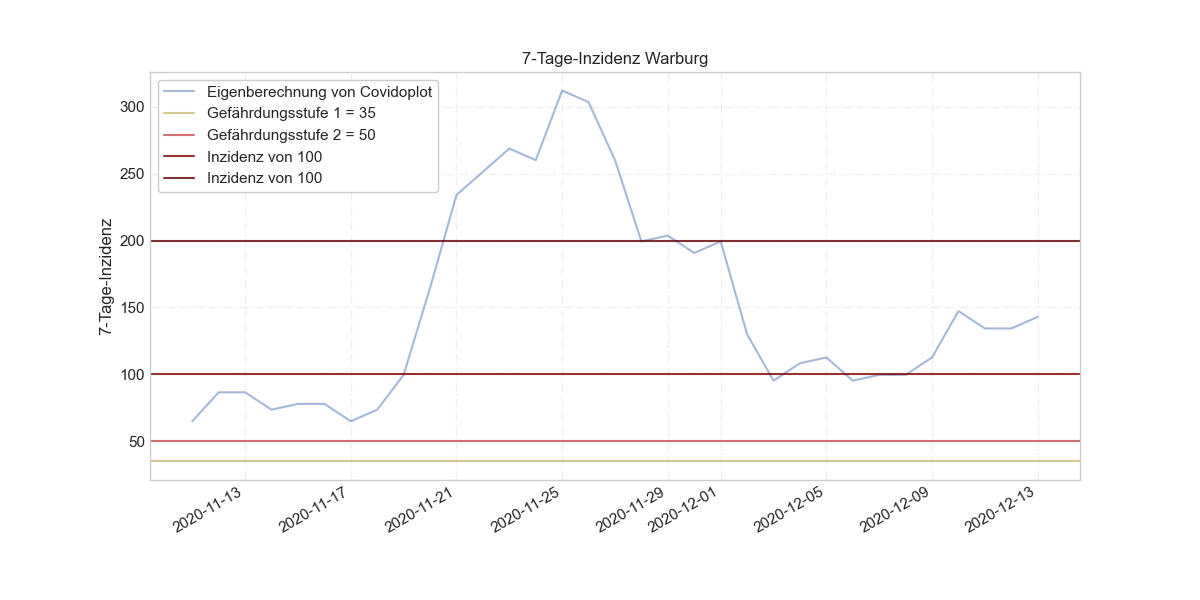 7-Tage-Inzidenz Warburg
Eigenberechnung von Covidoplot
Gefährdungsstufe 1 = 35
Gefährdungsstufe 2 = 50
Inzidenz von 100
Inzidenz von 100
7-Tage-Inzidenz
300
250
200
150
100
50
2020-11-13
2020-11-17
2020-11-21
2020-11-25
2020-11-29
2020-12-01
2020-12-05
2020-12-09
2020-12-13